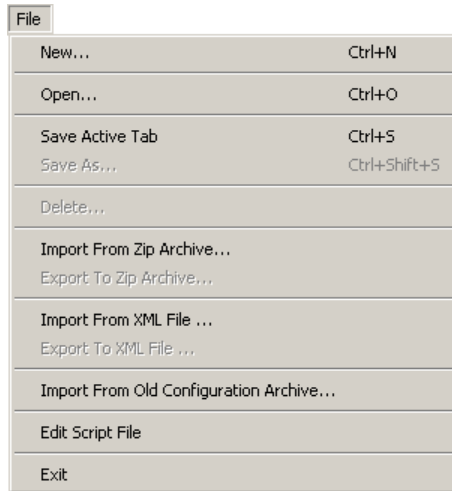 File
New... Ctrl+N
Open... Ctrl+O
Save Active Tab Ctrl+S
Save As... Ctrl+Shift+S
Delete...
Import From Zip Archive...
Export To Zip Archive...
Import From XML File ...
Export To XML File ...
Import From Old Configuration Archive...
Edit Script File
Exit